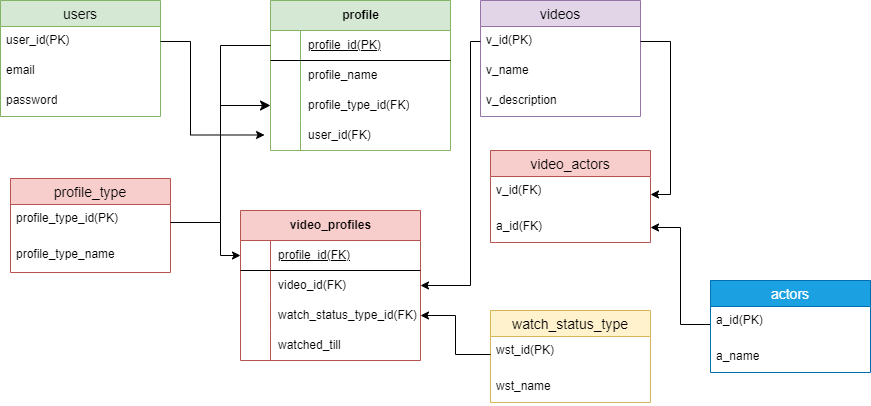 users
user_id(PK)
email
password
profile
profile_id(PK)
profile_name
profile_type_id(FK)
user_id(FK)
videos
v_id(PK)
v_name
v_description
profile_type
profile_type_id(PK)
profile_type_name
video_profiles
profile_id(FK)
video_id(FK)
watch_status_type_id(FK)
watched_till
video_actors
v_id(FK)
a_id(FK)
watch_status_type
wst_id(PK)
wst_name
actors
a_id(PK)
a_name